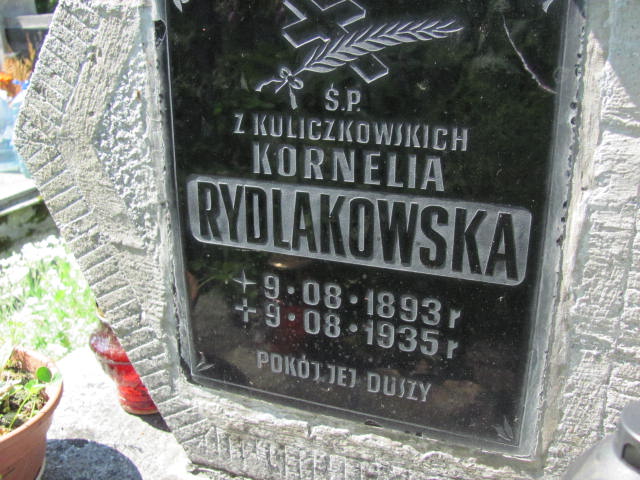 Ś.P.
Z KULICZKOWSKICH
KORNELIA
RYDLAKOWSKA
9·08·1893 r
9·08·1935 r
POKÓJ JEJ DUSZY